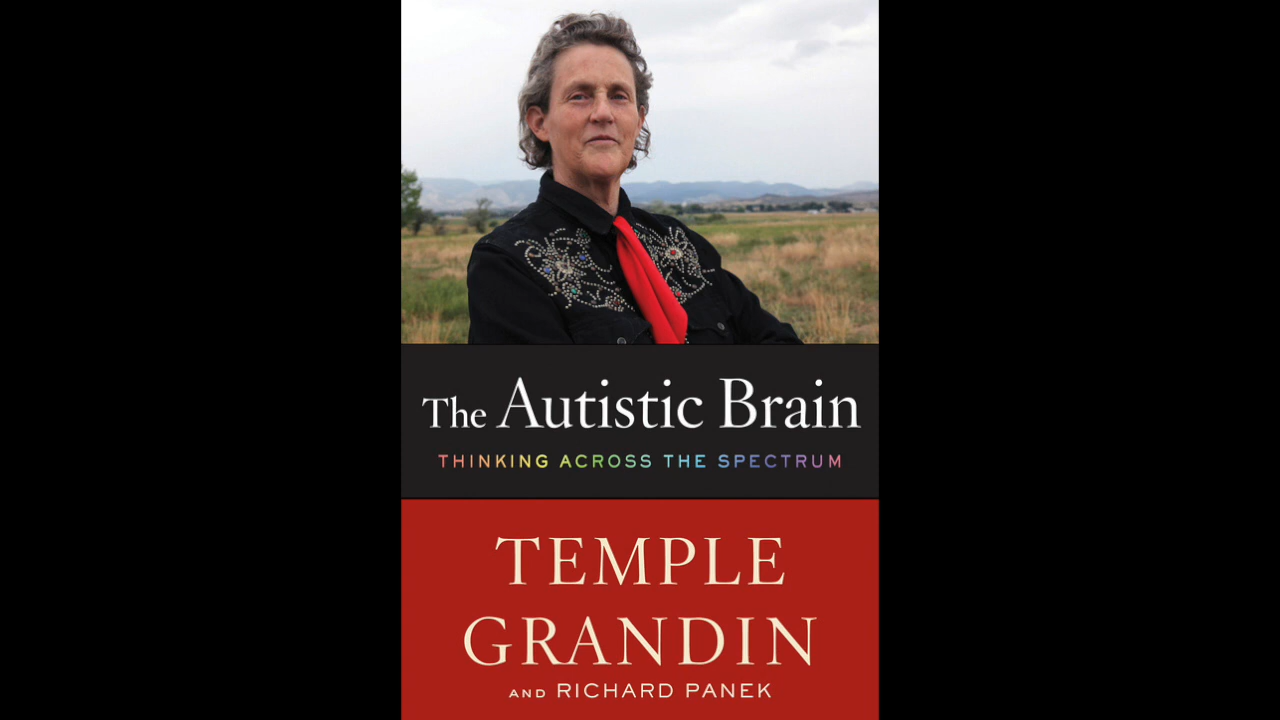 The Autistic Brain
THINKING ACROSS THE SPECTRUM
TEMPLE
GRANDIN
AND RICHARD PANEK